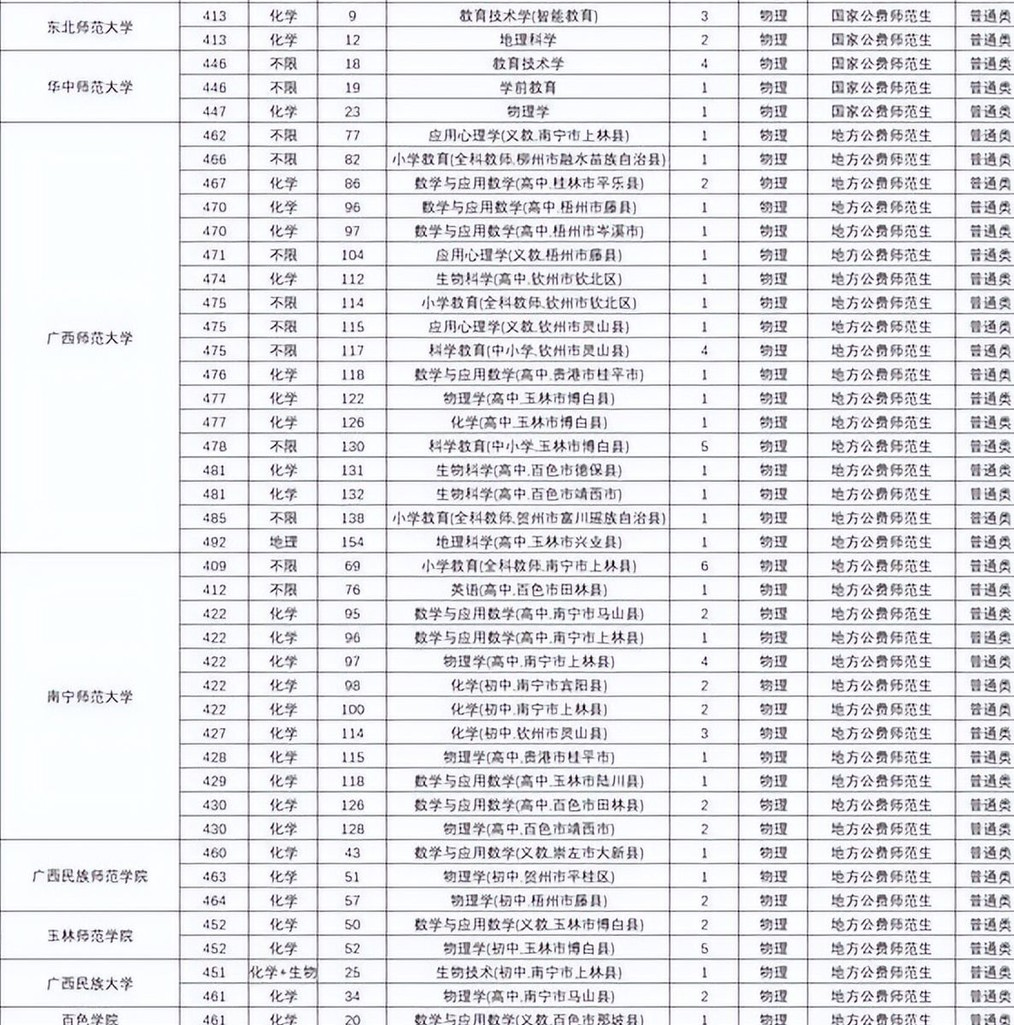 东北师范大学
413 化学 9 教育技术学(智能教育) 3 物理 国家公费师范生 普通类
413 化学 12 地理科学 2 物理 国家公费师范生 普通类
华中师范大学
446 不限 18 教育技术学 4 物理 国家公费师范生 普通类
446 不限 19 学前教育 1 物理 国家公费师范生 普通类
447 化学 23 物理学 1 物理 国家公费师范生 普通类
广西师范大学
462 不限 77 应用心理学(义教,南宁市上林县) 1 物理 地方公费师范生 普通类
466 不限 82 小学教育(全科教师,柳州市融水苗族自治县) 1 物理 地方公费师范生 普通类
467 化学 86 数学与应用数学(高中,桂林市平乐县) 2 物理 地方公费师范生 普通类
470 化学 96 数学与应用数学(高中,梧州市藤县) 1 物理 地方公费师范生 普通类
470 化学 97 数学与应用数学(高中,梧州市岑溪市) 1 物理 地方公费师范生 普通类
471 不限 104 应用心理学(义教,梧州市藤县) 1 物理 地方公费师范生 普通类
474 化学 112 生物科学(高中,钦州市钦北区) 1 物理 地方公费师范生 普通类
475 不限 114 小学教育(全科教师,钦州市钦北区) 1 物理 地方公费师范生 普通类
475 不限 115 应用心理学(义教,钦州市灵山县) 1 物理 地方公费师范生 普通类
475 不限 117 科学教育(中小学,钦州市灵山县) 4 物理 地方公费师范生 普通类
476 化学 118 数学与应用数学(高中,贵港市桂平市) 1 物理 地方公费师范生 普通类
477 化学 122 物理学(高中,玉林市博白县) 1 物理 地方公费师范生 普通类
477 化学 126 化学(高中,玉林市博白县) 1 物理 地方公费师范生 普通类
478 不限 130 科学教育(中小学,玉林市博白县) 5 物理 地方公费师范生 普通类
481 化学 131 生物科学(高中,百色市德保县) 1 物理 地方公费师范生 普通类
481 化学 132 生物科学(高中,百色市靖西市) 1 物理 地方公费师范生 普通类
485 不限 138 小学教育(全科教师,贺州市富川瑶族自治县) 1 物理 地方公费师范生 普通类
492 地理 154 地理科学(高中,玉林市兴业县) 1 物理 地方公费师范生 普通类
南宁师范大学
409 不限 69 小学教育(全科教师,南宁市上林县) 6 物理 地方公费师范生 普通类
412 不限 76 英语(高中,百色市田林县) 1 物理 地方公费师范生 普通类
422 化学 95 数学与应用数学(高中,南宁市马山县) 2 物理 地方公费师范生 普通类
422 化学 96 数学与应用数学(高中,南宁市上林县) 1 物理 地方公费师范生 普通类
422 化学 97 物理学(高中,南宁市上林县) 4 物理 地方公费师范生 普通类
422 化学 98 化学(初中,南宁市宾阳县) 2 物理 地方公费师范生 普通类
422 化学 100 化学(初中,南宁市上林县) 2 物理 地方公费师范生 普通类
427 化学 114 化学(初中,钦州市灵山县) 3 物理 地方公费师范生 普通类
428 化学 115 物理学(高中,贵港市桂平市) 1 物理 地方公费师范生 普通类
429 化学 118 数学与应用数学(高中,玉林市陆川县) 1 物理 地方公费师范生 普通类
430 化学 126 数学与应用数学(高中,百色市田林县) 2 物理 地方公费师范生 普通类
430 化学 128 物理学(高中,百色市靖西市) 2 物理 地方公费师范生 普通类
广西民族师范学院
460 化学 43 数学与应用数学(义教,崇左市大新县) 1 物理 地方公费师范生 普通类
463 化学 51 物理学(初中,贺州市平桂区) 1 物理 地方公费师范生 普通类
464 化学 57 物理学(初中,梧州市藤县) 2 物理 地方公费师范生 普通类
玉林师范学院
452 化学 50 数学与应用数学(义教,玉林市博白县) 2 物理 地方公费师范生 普通类
452 化学 52 物理学(初中,玉林市博白县) 5 物理 地方公费师范生 普通类
广西民族大学
451 化学+生物 25 生物技术(初中,南宁市上林县) 1 物理 地方公费师范生 普通类
461 化学 34 物理学(高中,南宁市马山县) 2 物理 地方公费师范生 普通类
百色学院
461 化学 20 数学与应用数学(义教,百色市那坡县) 1 物理 地方公费师范生 普通类